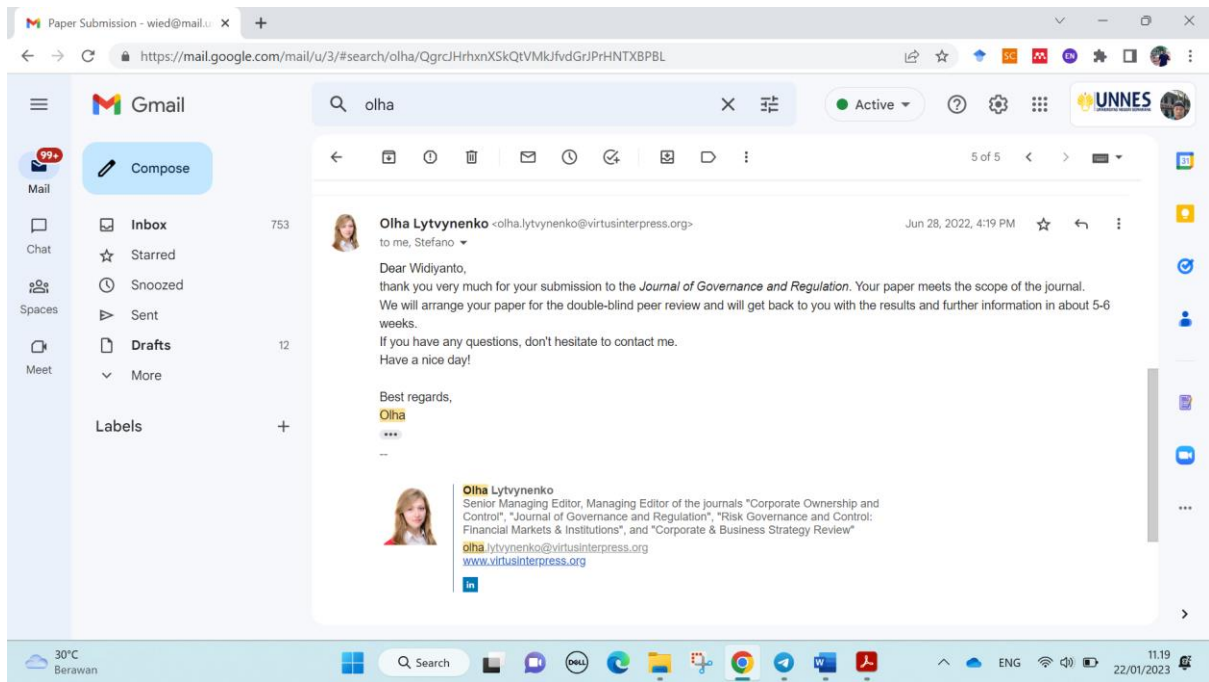 Paper Submission - wied@mail.u
https://mail.google.com/mail/u/3/#search/olha/QgrcJHrhxnXSkQtVMkJfvdGrJPrHNTXBPBL
SC
EN
Gmail
olha
Active
UNNES
99+
Mail
Compose
5 of 5
31
Inbox 753
Chat
Starred
Snoozed
Spaces
Sent
Drafts 12
Meet
More
Labels
Olha Lytvynenko <olha.lytvynenko@virtusinterpress.org> Jun 28, 2022, 4:19 PM
to me, Stefano
Dear Widiyanto,
thank you very much for your submission to the Journal of Governance and Regulation. Your paper meets the scope of the journal.
We will arrange your paper for the double-blind peer review and will get back to you with the results and further information in about 5-6
weeks.
If you have any questions, don't hesitate to contact me.
Have a nice day!
Best regards,
Olha
--
Olha Lytvynenko
Senior Managing Editor, Managing Editor of the journals "Corporate Ownership and
Control", "Journal of Governance and Regulation", "Risk Governance and Control:
Financial Markets & Institutions", and "Corporate & Business Strategy Review"
olha.lytvynenko@virtusinterpress.org
www.virtusinterpress.org
in
30°C
Berawan
Search
DELL
ENG
11.19
22/01/2023